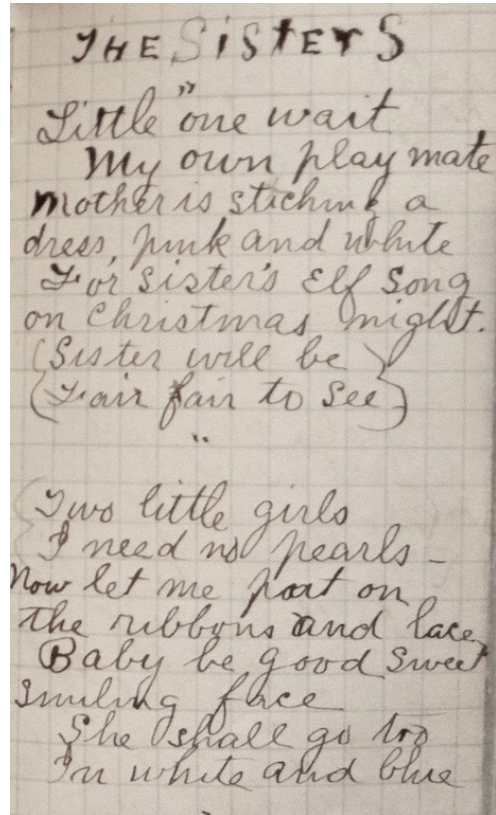 THE SiSTErS
"
Little one wait
My own play mate
Mother is stiching a
dress, pink and white
For sister's Elf Song
on Christmas night.
(Sister will be)
(Fair fair to see)
"
Two little girls
I need no pearls -
Now let me part on
the ribbons and lace
Baby be good sweet
smiling face
She shall go too
In white and blue